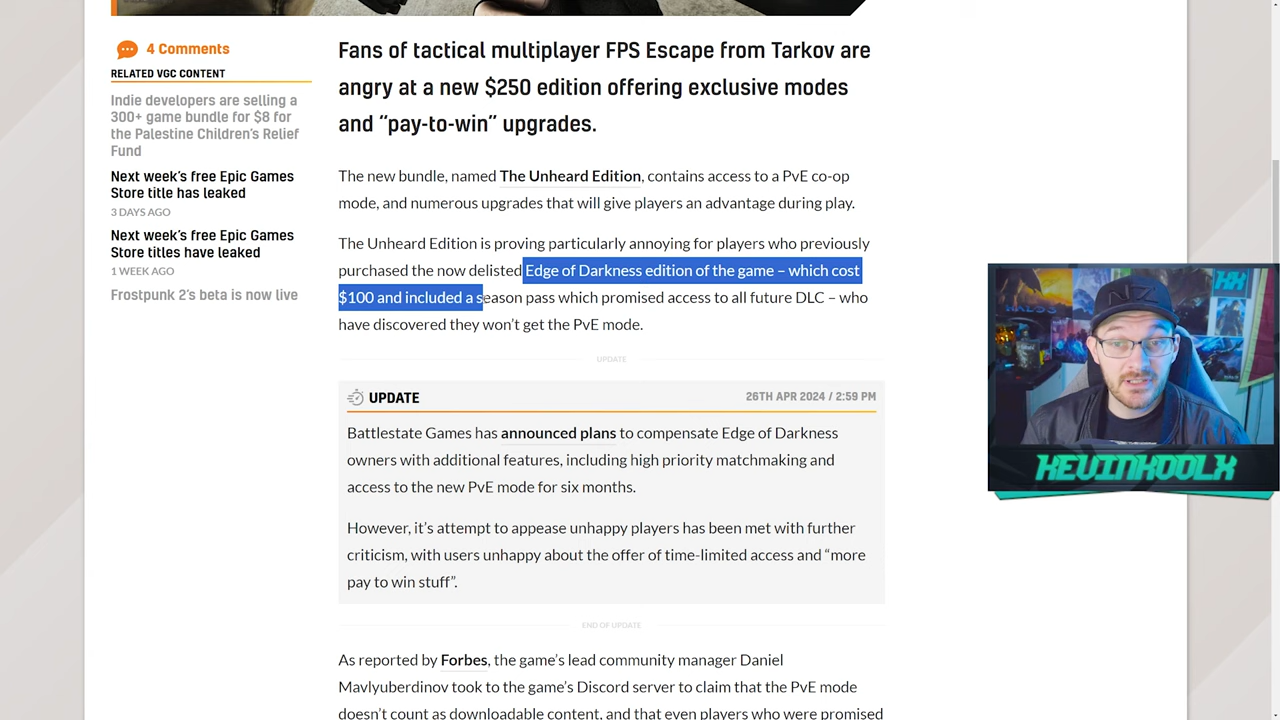 4 Comments
RELATED VGC CONTENT
Indie developers are selling a
300+ game bundle for $8 for
the Palestine Children's Relief
Fund
Next week's free Epic Games
Store title has leaked
3 DAYS AGO
Next week's free Epic Games
Store titles have leaked
1 WEEK AGO
Frostpunk 2's beta is now live
Fans of tactical multiplayer FPS Escape from Tarkov are
angry at a new $250 edition offering exclusive modes
and “pay-to-win” upgrades.
The new bundle, named The Unheard Edition, contains access to a PvE co-op
mode, and numerous upgrades that will give players an advantage during play.
The Unheard Edition is proving particularly annoying for players who previously
purchased the now delisted Edge of Darkness edition of the game – which cost
$100 and included a season pass which promised access to all future DLC – who
have discovered they won't get the PvE mode.
UPDATE
UPDATE
26TH APR 2024 / 2:59 PM
Battlestate Games has announced plans to compensate Edge of Darkness
owners with additional features, including high priority matchmaking and
access to the new PvE mode for six months.
However, it's attempt to appease unhappy players has been met with further
criticism, with users unhappy about the offer of time-limited access and “more
pay to win stuff”.
END OF UPDATE
As reported by Forbes, the game's lead community manager Daniel
Mavlyuberdinov took to the game's Discord server to claim that the PvE mode
doesn't count as downloadable content, and that even players who were promised
KEVINKOOLX